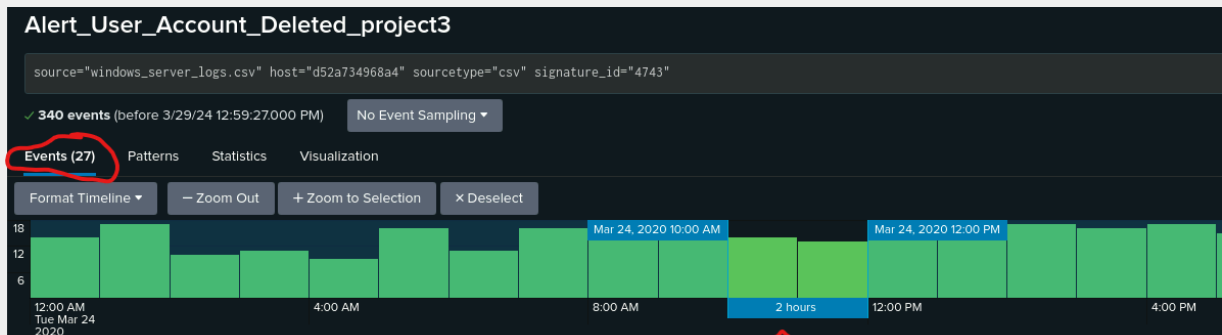 Alert_User_Account_Deleted_project3
source="windows_server_logs.csv" host="d52a734968a4" sourcetype="csv" signature_id="4743"
✓ 340 events (before 3/29/24 12:59:27.000 PM) No Event Sampling ▾
Events (27) Patterns Statistics Visualization
Format Timeline ▾ − Zoom Out + Zoom to Selection × Deselect
18 Mar 24, 2020 10:00 AM Mar 24, 2020 12:00 PM
12
6
12:00 AM 4:00 AM 8:00 AM 2 hours 12:00 PM 4:00 PM
Tue Mar 24
2020